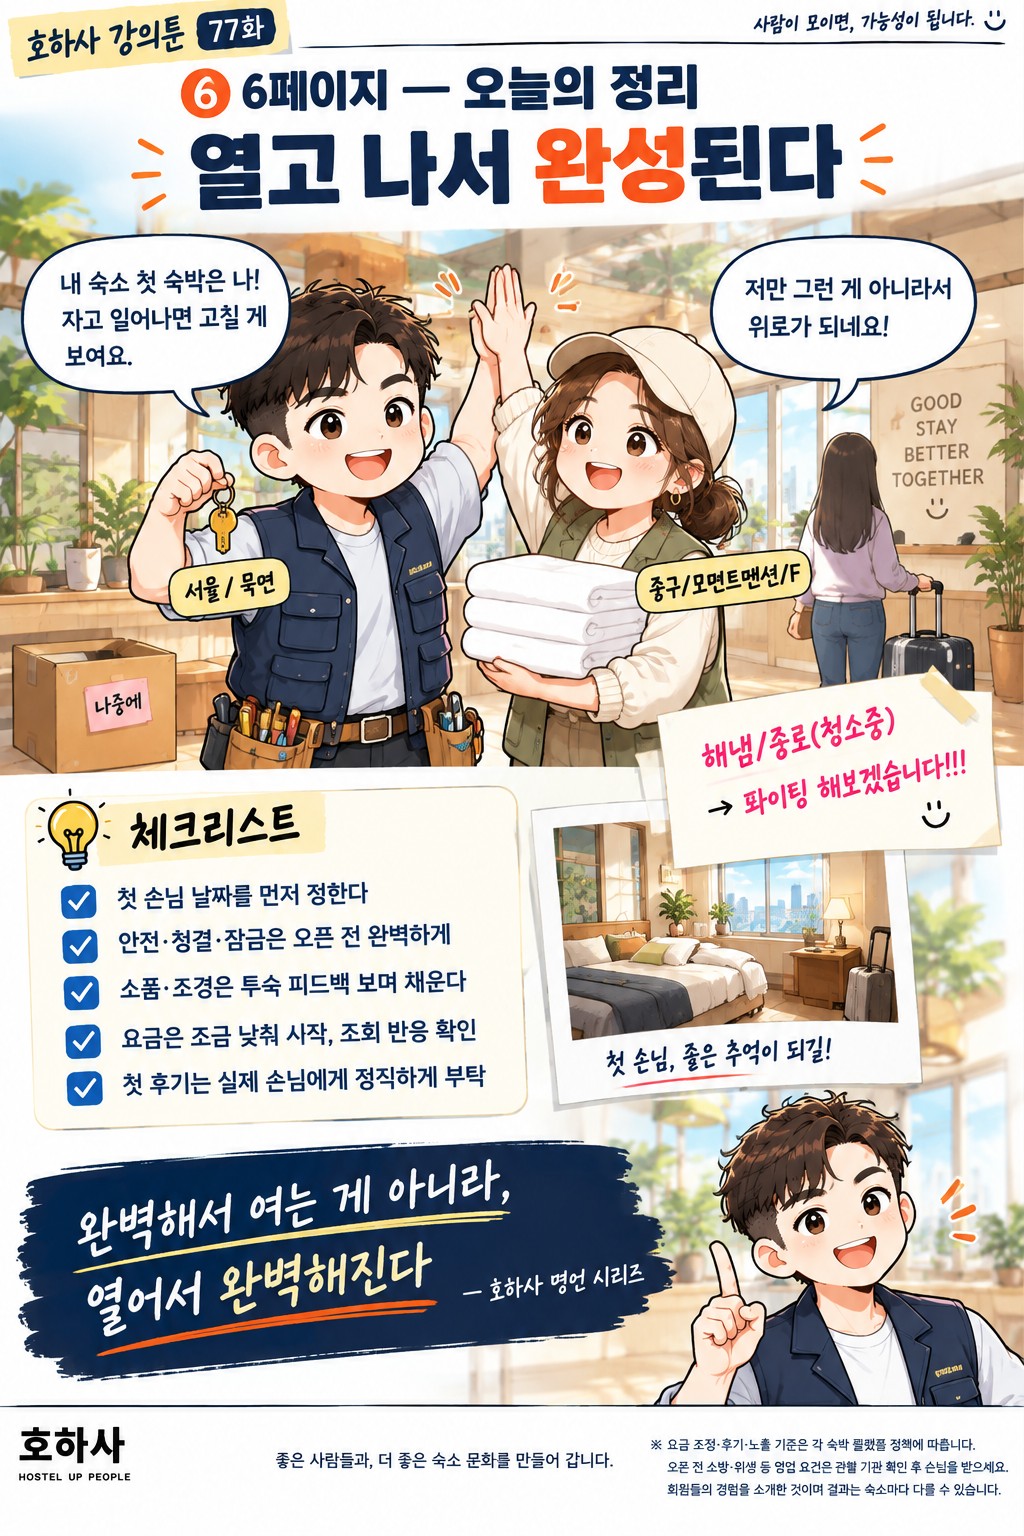 호하사 강의툰 77화
사람이 모이면, 가능성이 됩니다.
6 6페이지 — 오늘의 정리
열고 나서 완성된다
내 숙소 첫 숙박은 나!
자고 일어나면 고칠 게
보여요.
저만 그런 게 아니라서
위로가 되네요!
GOOD
STAY
BETTER
TOGETHER
서울 / 묵연
중구/모먼트맨션/F
나중에
해냄/종로(청소중)
→ 퐈이팅 해보겠습니다!!!
체크리스트
첫 손님 날짜를 먼저 정한다
안전·청결·잠금은 오픈 전 완벽하게
소품·조경은 투숙 피드백 보며 채운다
요금은 조금 낮춰 시작, 조회 반응 확인
첫 후기는 실제 손님에게 정직하게 부탁
첫 손님, 좋은 추억이 되길!
완벽해서 여는 게 아니라,
열어서 완벽해진다
— 호하사 명언 시리즈
호하사
HOSTEL UP PEOPLE
좋은 사람들과, 더 좋은 숙소 문화를 만들어 갑니다.
※ 요금 조정·후기·노출 기준은 각 숙박 플랫폼 정책에 따릅니다.
오픈 전 소방·위생 등 영업 요건은 관할 기관 확인 후 손님을 받으세요.
회원들의 경험을 소개한 것이며 결과는 숙소마다 다를 수 있습니다.